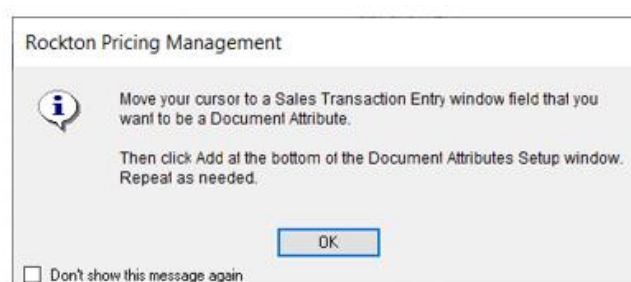 Rockton Pricing Management
Move your cursor to a Sales Transaction Entry window field that you
want to be a Document Attribute.
Then click Add at the bottom of the Document Attributes Setup window.
Repeat as needed.
OK
Don't show this message again